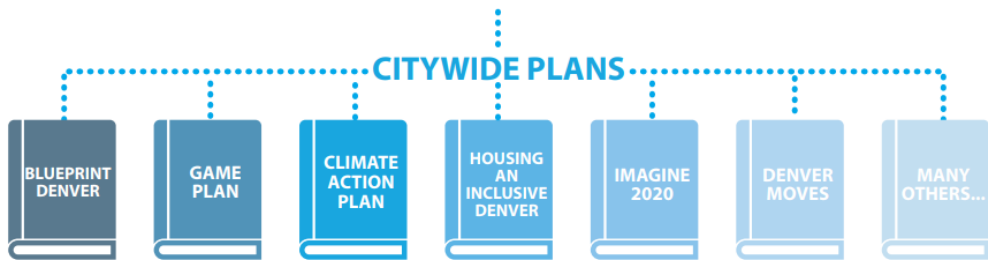 CITYWIDE PLANS
BLUEPRINT
DENVER
GAME
PLAN
CLIMATE
ACTION
PLAN
HOUSING
AN
INCLUSIVE
DENVER
IMAGINE
2020
DENVER
MOVES
MANY
OTHERS...